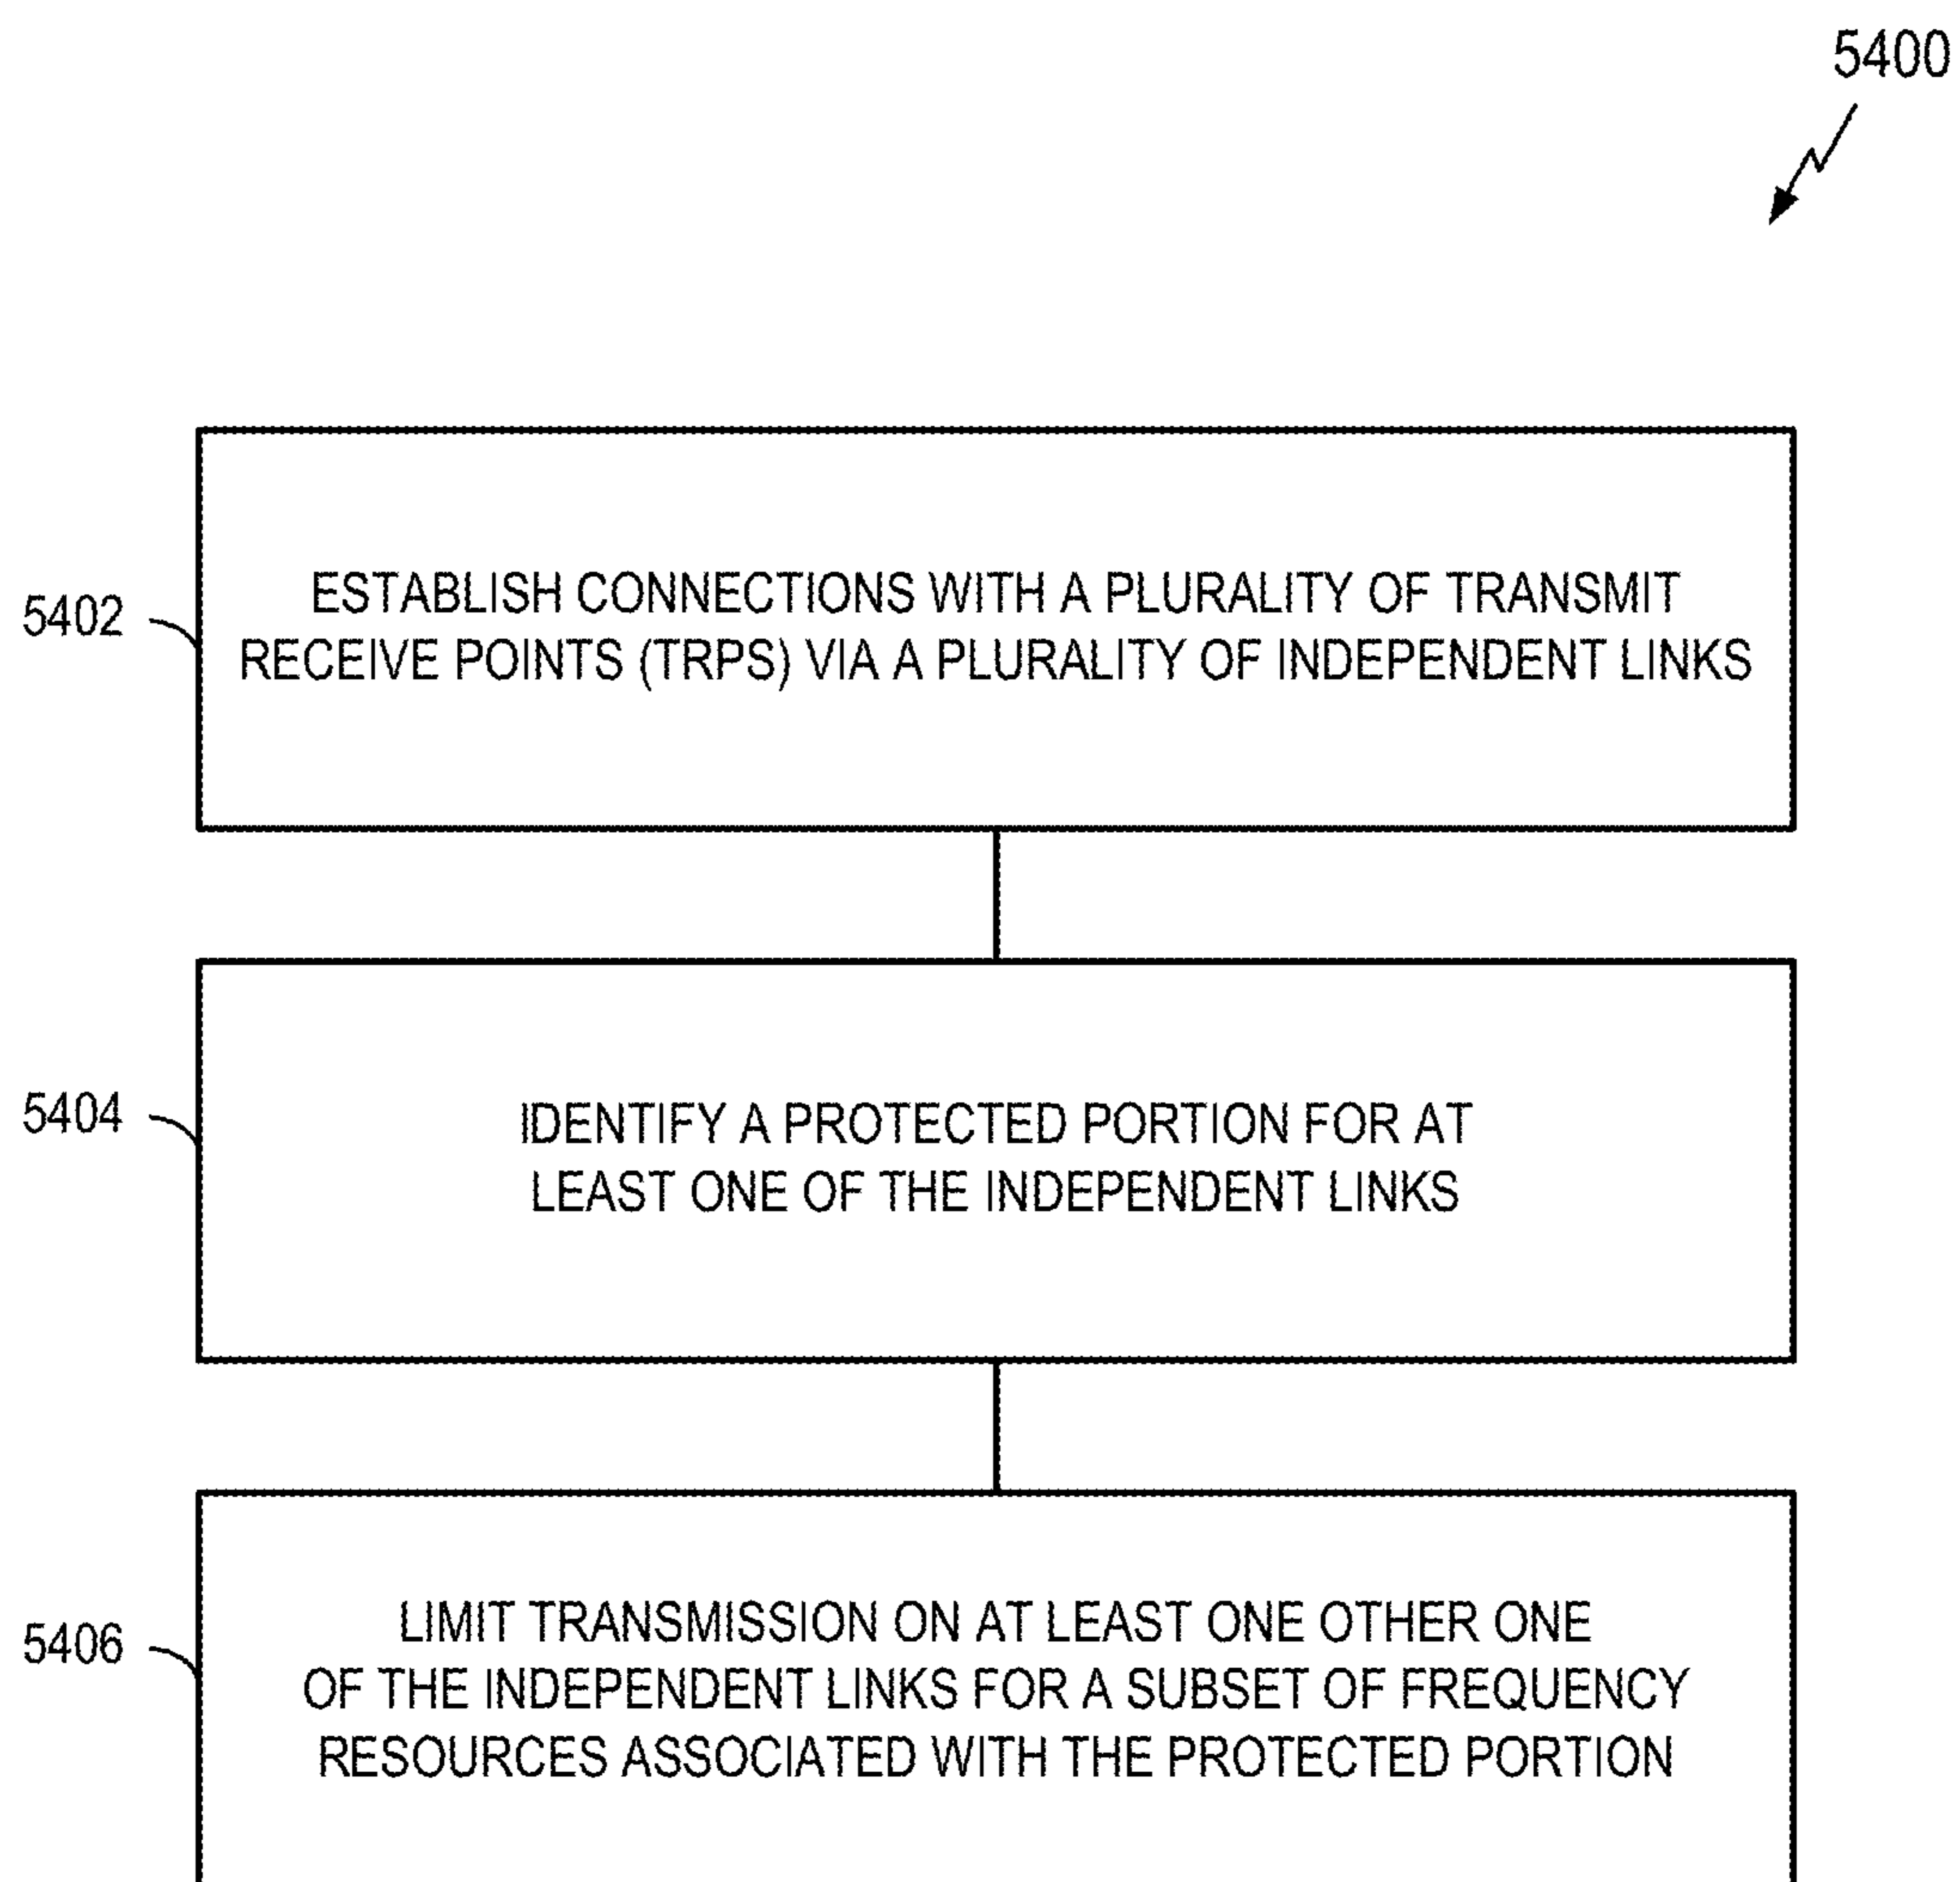 5400
5402
ESTABLISH CONNECTIONS WITH A PLURALITY OF TRANSMIT
RECEIVE POINTS (TRPS) VIA A PLURALITY OF INDEPENDENT LINKS
5404
IDENTIFY A PROTECTED PORTION FOR AT
LEAST ONE OF THE INDEPENDENT LINKS
5406
LIMIT TRANSMISSION ON AT LEAST ONE OTHER ONE
OF THE INDEPENDENT LINKS FOR A SUBSET OF FREQUENCY
RESOURCES ASSOCIATED WITH THE PROTECTED PORTION